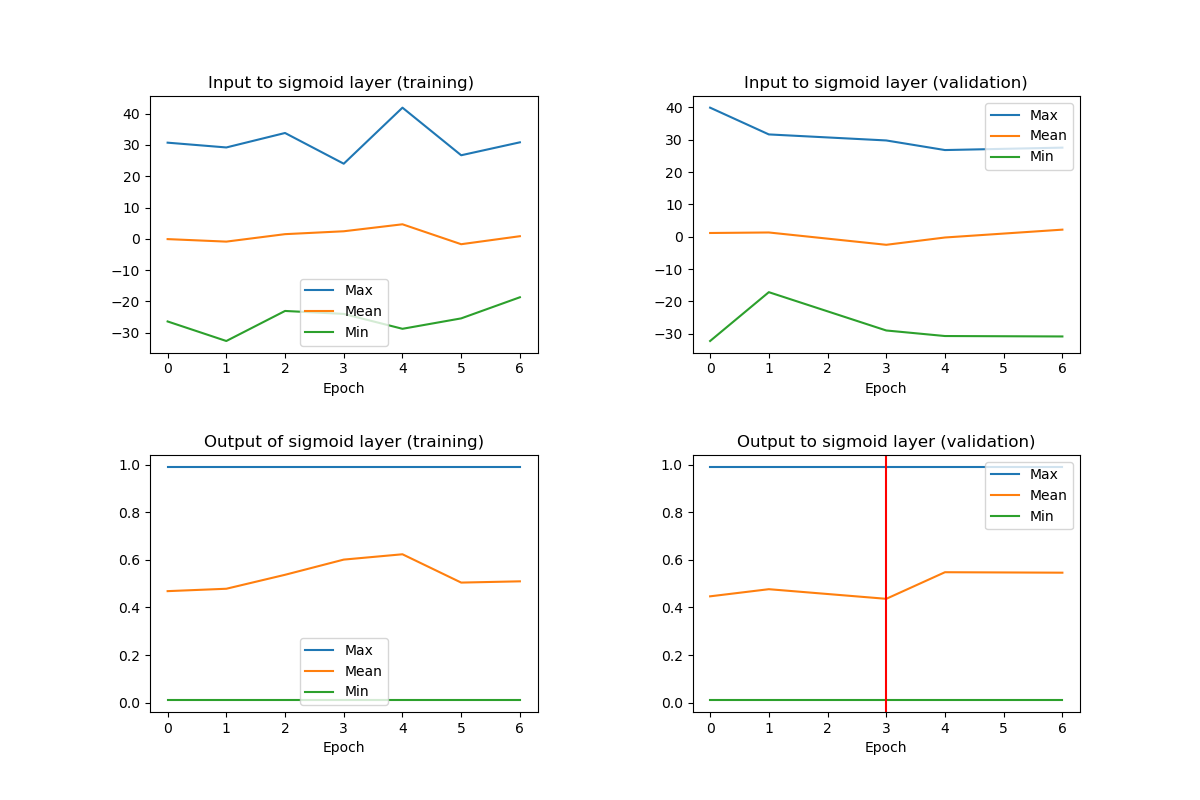 Input to sigmoid layer (training)
40
30
20
10
0
−10
−20
−30
Max
Mean
Min
0 1 2 3 4 5 6
Epoch
Input to sigmoid layer (validation)
40
30
20
10
0
−10
−20
−30
Max
Mean
Min
0 1 2 3 4 5 6
Epoch
Output of sigmoid layer (training)
1.0
0.8
0.6
0.4
0.2
0.0
Max
Mean
Min
0 1 2 3 4 5 6
Epoch
Output to sigmoid layer (validation)
1.0
0.8
0.6
0.4
0.2
0.0
Max
Mean
Min
0 1 2 3 4 5 6
Epoch